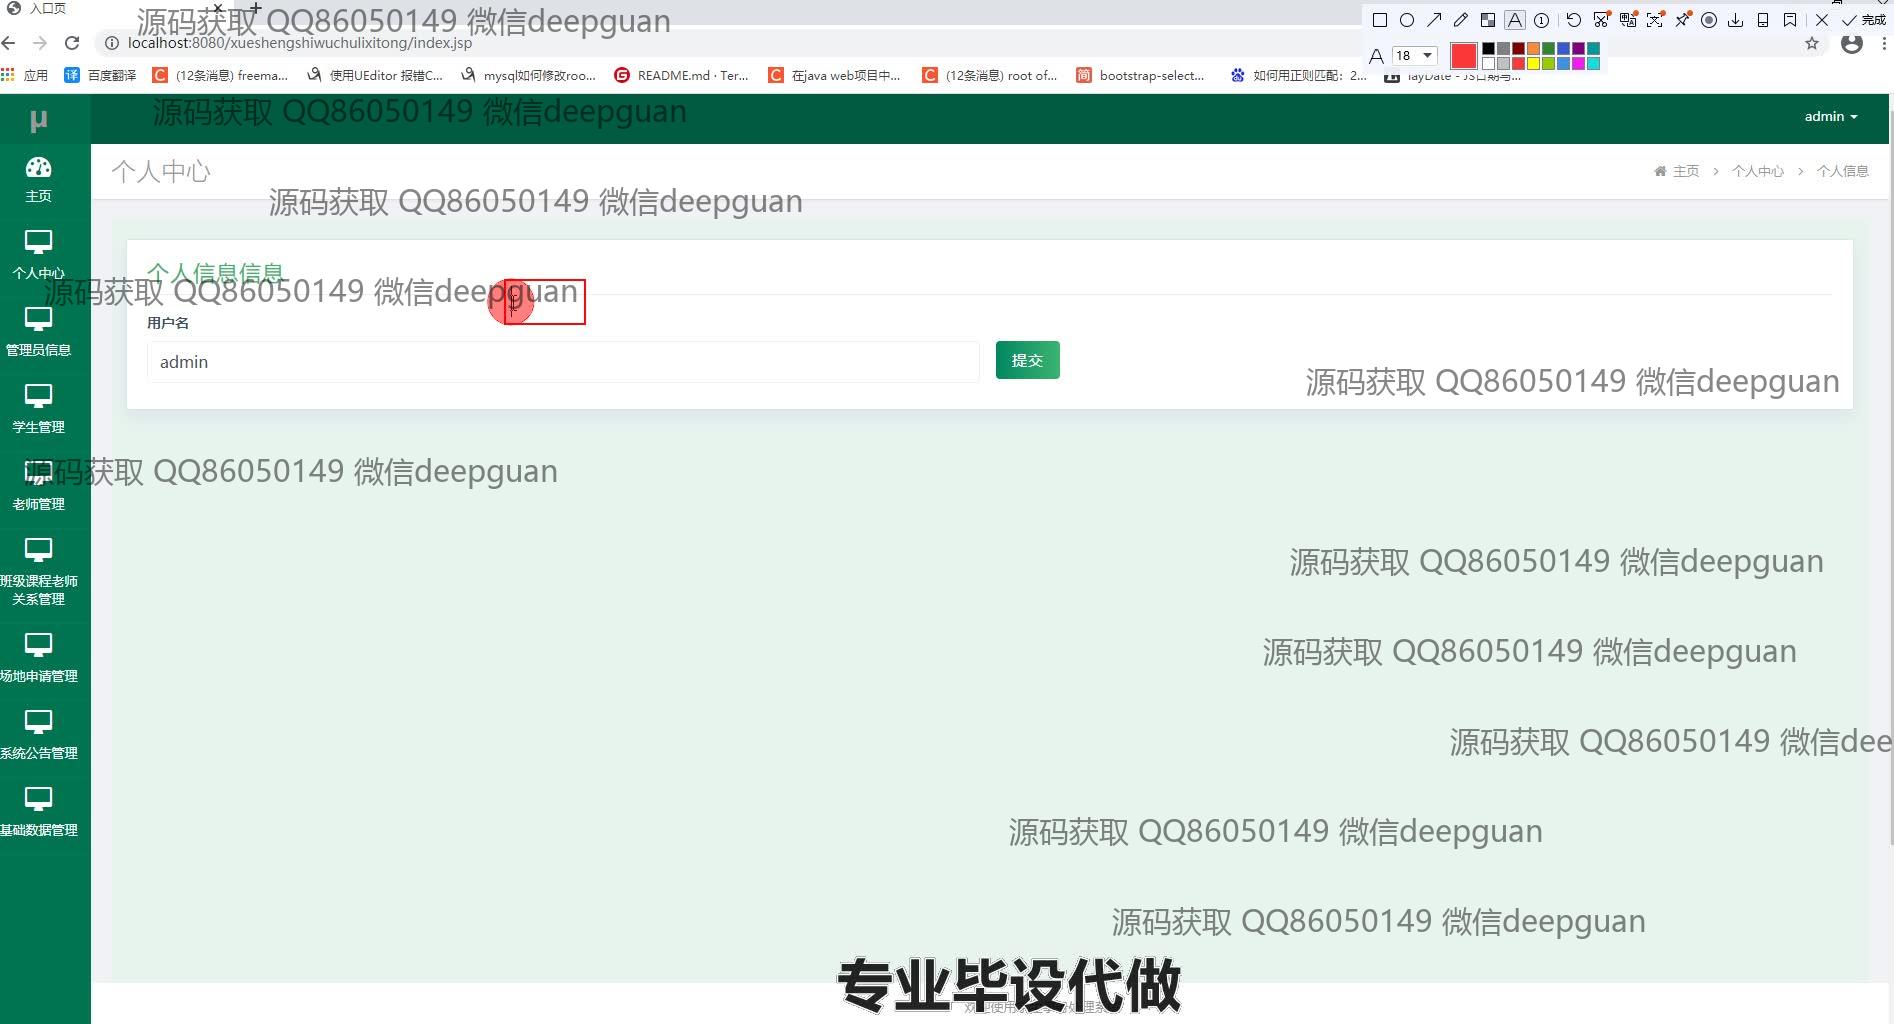 入口页
源码获取 QQ86050149 微信deepguan
完成
localhost:8080/xueshengshiwuchulixitong/index.jsp
A 18
应用
百度翻译
(12条消息) freema...
使用UEditor 报错C...
mysql如何修改roo...
README.md · Ter...
在java web项目中...
(12条消息) root of...
bootstrap-select...
如何用正则匹配：2...
layDate - JS日期与...
μ
源码获取 QQ86050149 微信deepguan
admin
个人中心
主页 > 个人中心 > 个人信息
主页
源码获取 QQ86050149 微信deepguan
个人中心
个人信息信息
源码获取 QQ86050149 微信deepguan
用户名
管理员信息
admin
提交
源码获取 QQ86050149 微信deepguan
学生管理
源码获取 QQ86050149 微信deepguan
老师管理
源码获取 QQ86050149 微信deepguan
班级课程老师
关系管理
源码获取 QQ86050149 微信deepguan
场地申请管理
源码获取 QQ86050149 微信dee
系统公告管理
源码获取 QQ86050149 微信deepguan
基础数据管理
源码获取 QQ86050149 微信deepguan
专业毕设代做